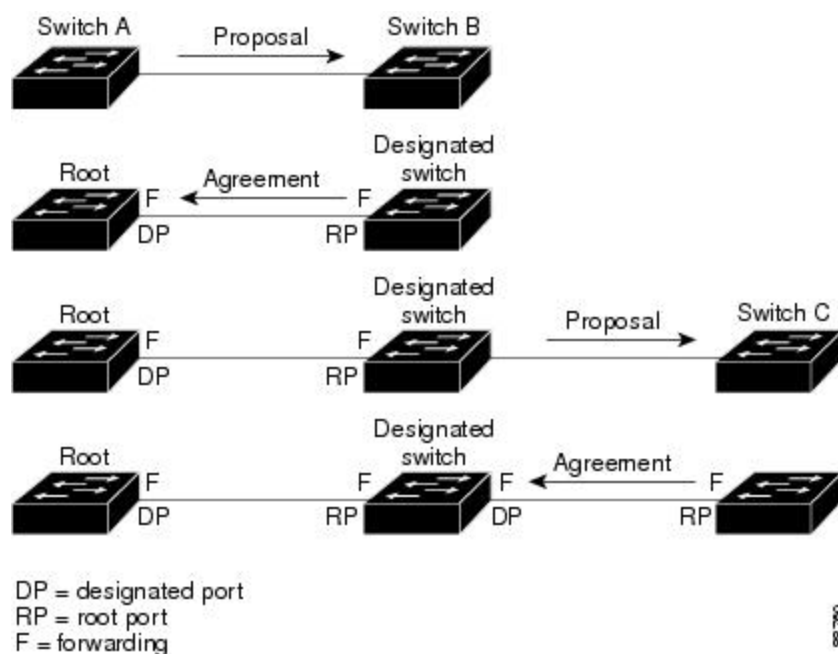 Switch A
Proposal
Switch B
Root
F
Agreement
F
Designated
switch
DP
RP
Root
F
F
Designated
switch
Proposal
Switch C
DP
RP
Root
F
F
Designated
switch
F
Agreement
F
DP
RP
DP
RP
DP = designated port
RP = root port
F = forwarding